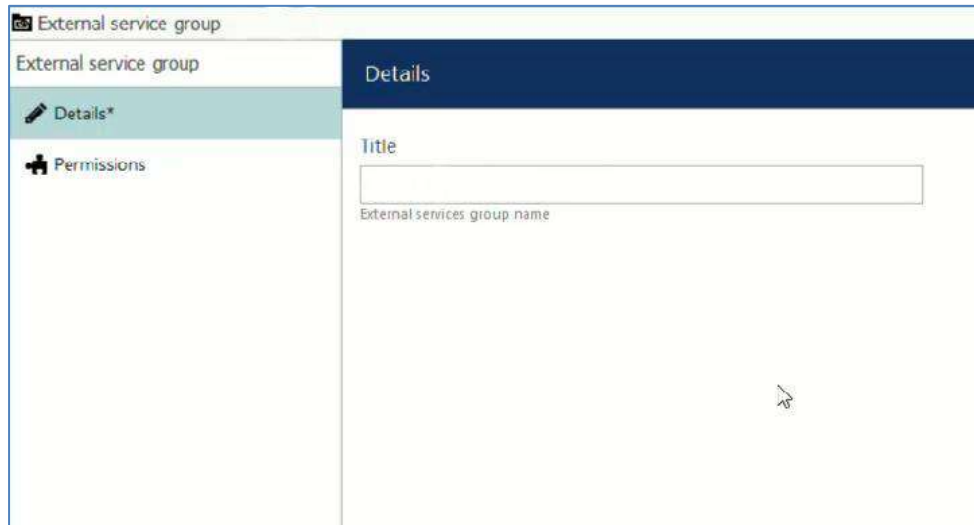 External service group
External service group
Details*
Permissions
Details
Title
External services group name